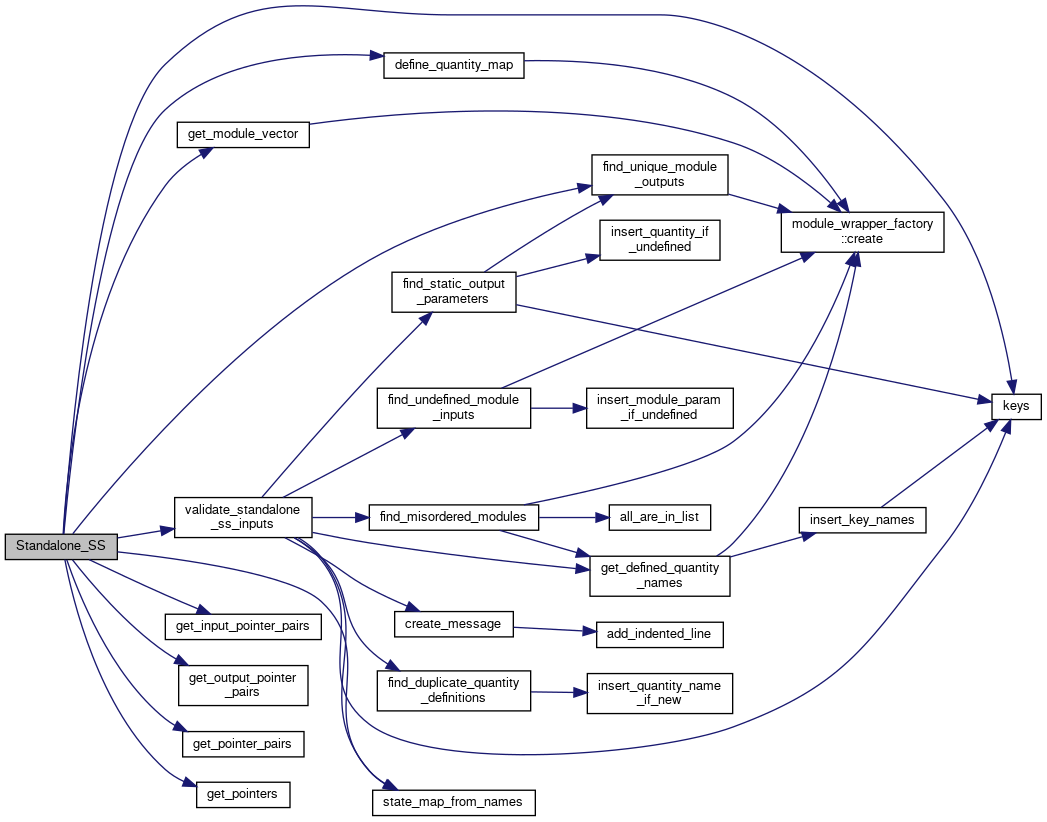 define_quantity_map
get_module_vector
find_unique_module
_outputs
module_wrapper_factory
::create
insert_quantity_if
_undefined
find_static_output
_parameters
find_undefined_module
_inputs
insert_module_param
_if_undefined
keys
validate_standalone
_ss_inputs
find_misordered_modules
all_are_in_list
insert_key_names
Standalone_SS
get_defined_quantity
_names
get_input_pointer_pairs
create_message
add_indented_line
get_output_pointer
_pairs
find_duplicate_quantity
_definitions
insert_quantity_name
_if_new
get_pointer_pairs
get_pointers
state_map_from_names